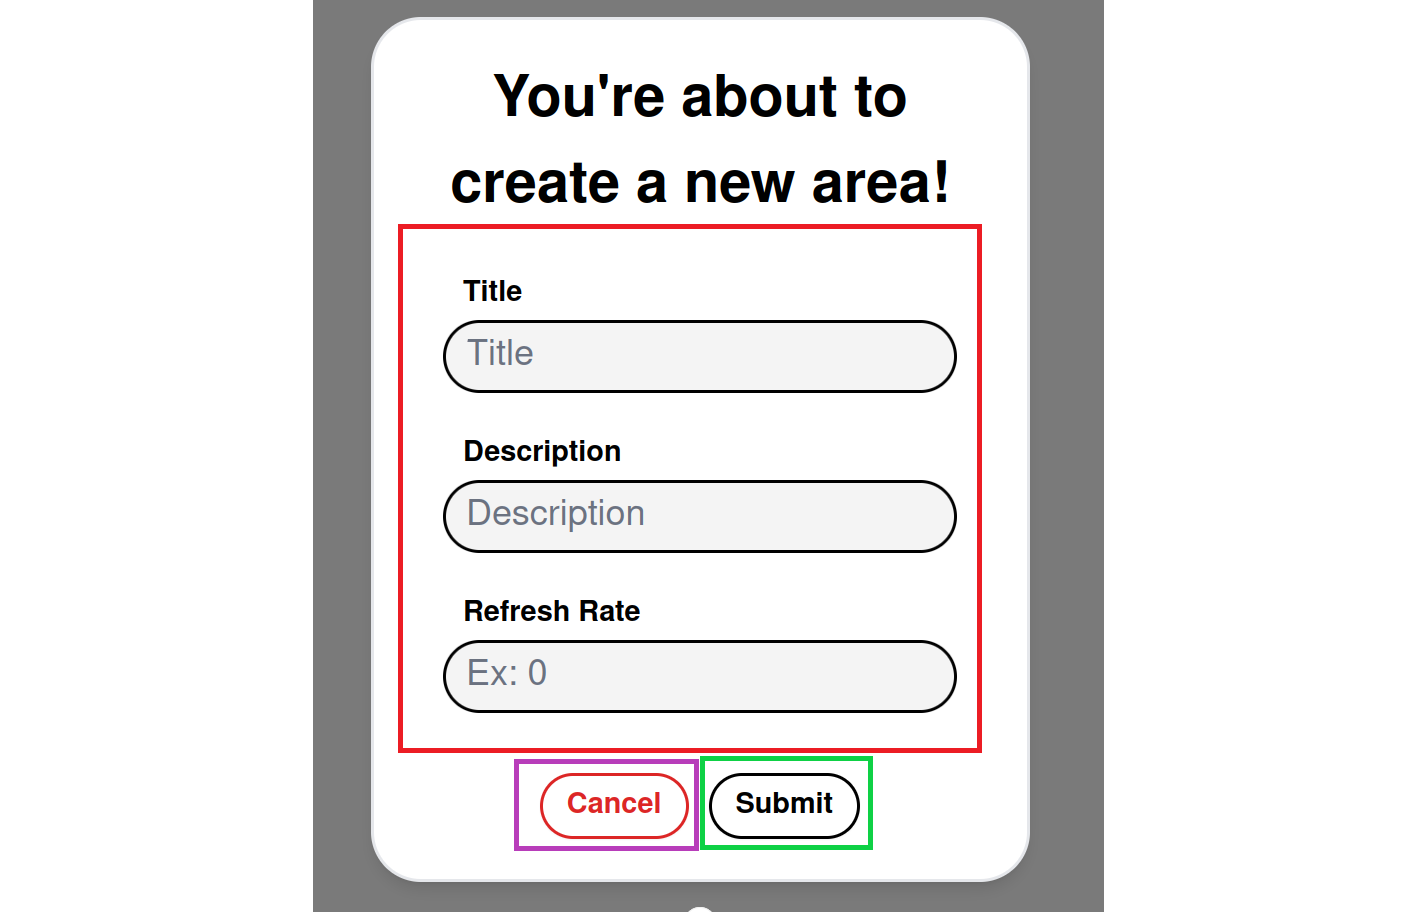 You're about to
create a new area!
Title
Title
Description
Description
Refresh Rate
Ex: 0
Cancel Submit